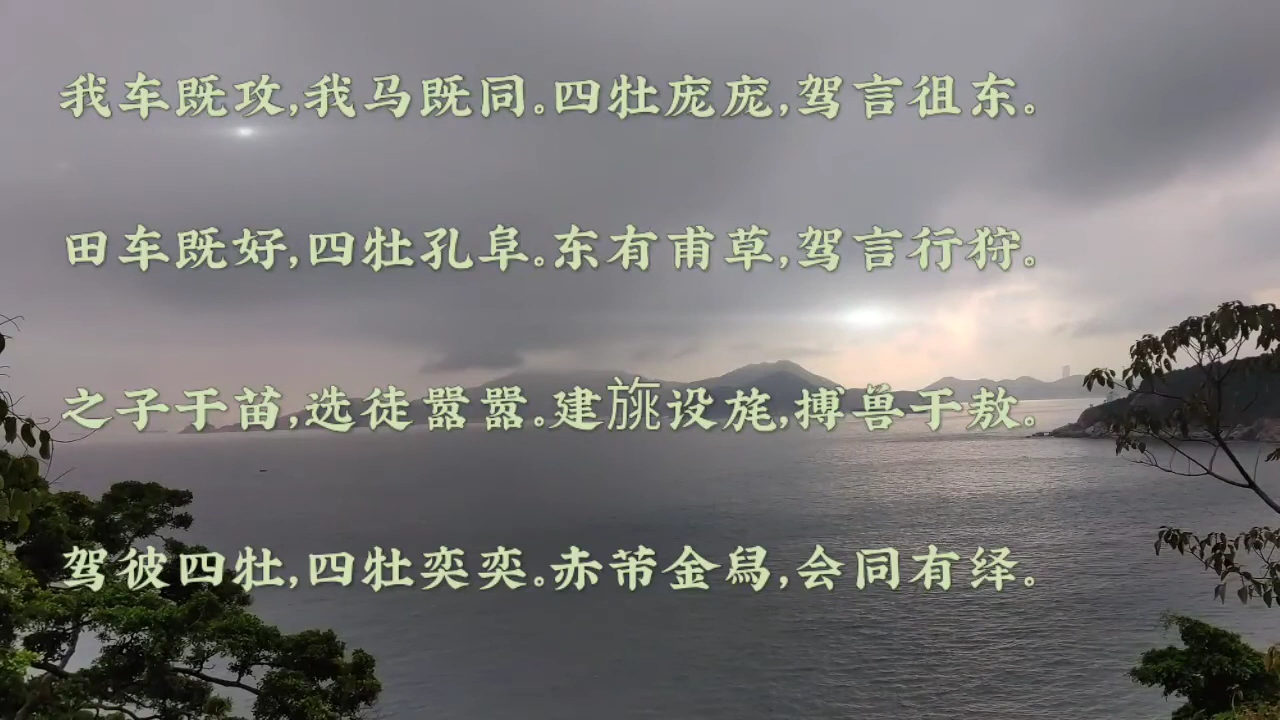 我车既攻,我马既同。四牡庞庞,驾言徂东。
田车既好,四牡孔阜。东有甫草,驾言行狩。
之子于苗,选徒嚣嚣。建旐设旄,搏兽于敖。
驾彼四牡,四牡奕奕。赤芾金舄,会同有绎。